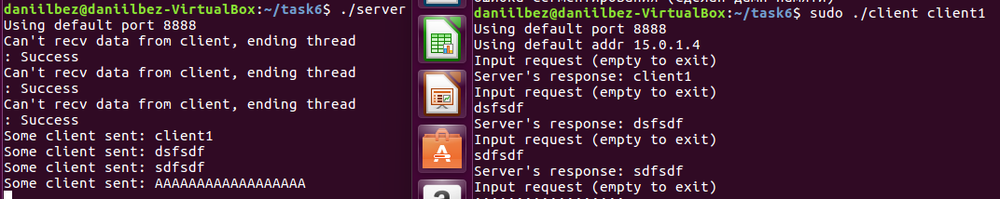 daniilbez@daniilbez-VirtualBox:~/task6$ ./server
Using default port 8888
Can't recv data from client, ending thread
: Success
Can't recv data from client, ending thread
: Success
Can't recv data from client, ending thread
: Success
Some client sent: client1
Some client sent: dsfsdf
Some client sent: sdfsdf
Some client sent: AAAAAAAAAAAAAAAAAA
daniilbez@daniilbez-VirtualBox:~/task6$ sudo ./client client1
Using default port 8888
Using default addr 15.0.1.4
Input request (empty to exit)
Server's response: client1
Input request (empty to exit)
dsfsdf
Server's response: dsfsdf
Input request (empty to exit)
sdfsdf
Server's response: sdfsdf
Input request (empty to exit)